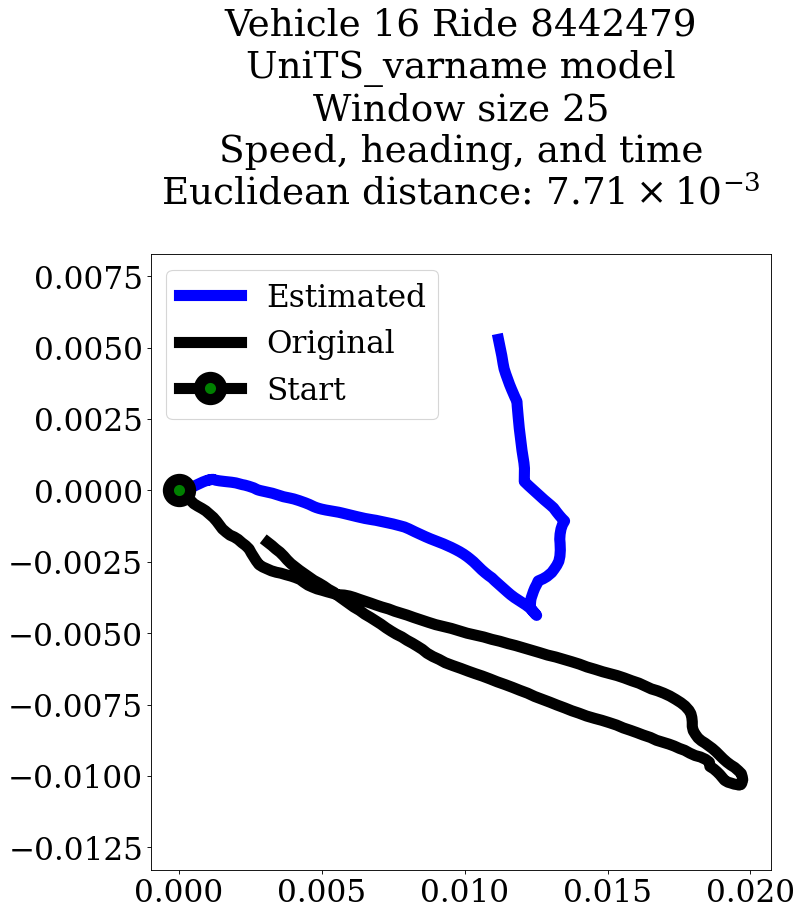 Vehicle 16 Ride 8442479
UniTS_varname model
Window size 25
Speed, heading, and time
Euclidean distance: 7.71 × 10⁻³
0.0075
0.0050
0.0025
0.0000
−0.0025
−0.0050
−0.0075
−0.0100
−0.0125
Estimated
Original
Start
0.000 0.005 0.010 0.015 0.020